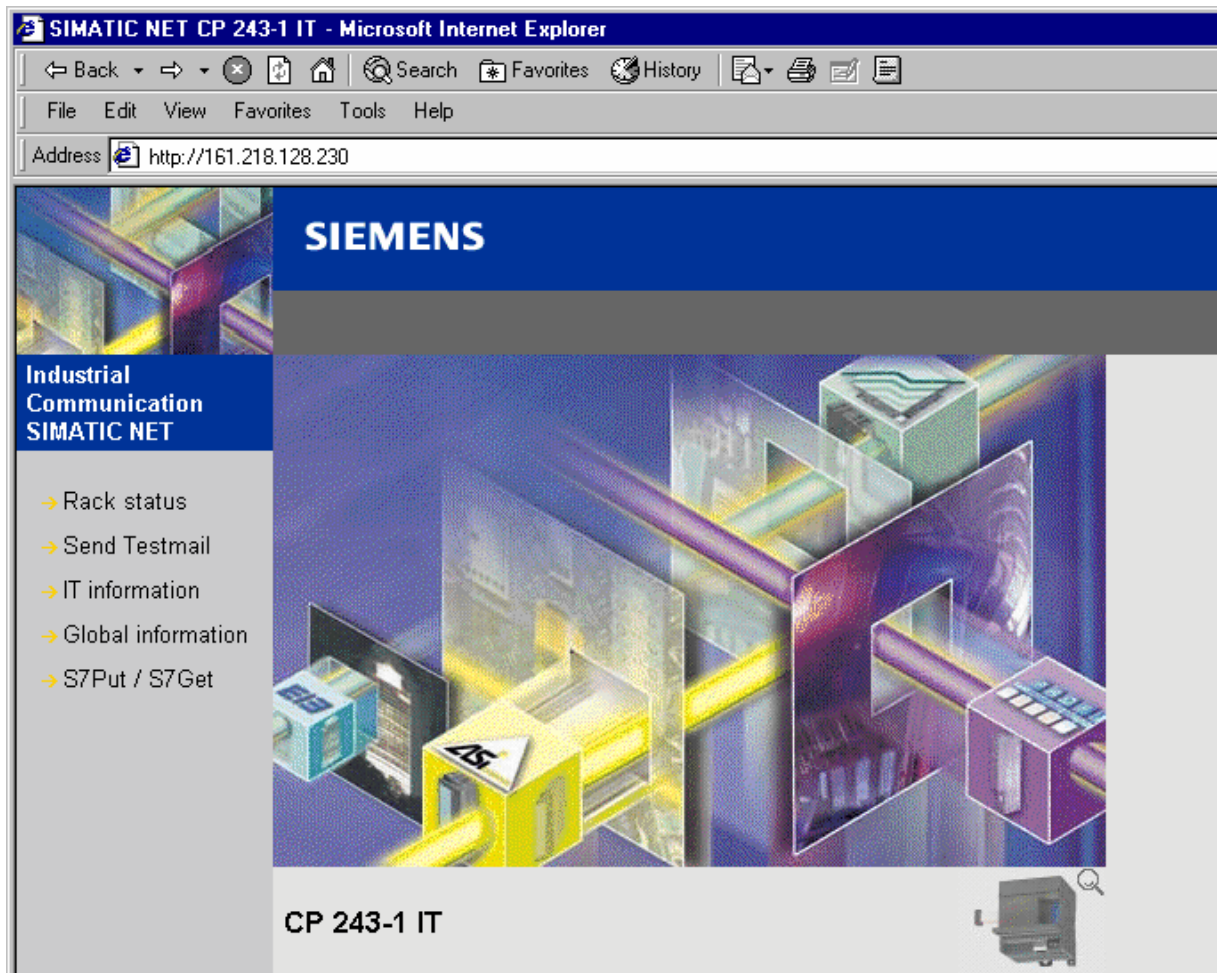 SIMATIC NET CP 243-1 IT - Microsoft Internet Explorer
Back Search Favorites History
File Edit View Favorites Tools Help
Address http://161.218.128.230
SIEMENS
Industrial
Communication
SIMATIC NET
Rack status
Send Testmail
IT information
Global information
S7Put / S7Get
EIB
ASi
CP 243-1 IT